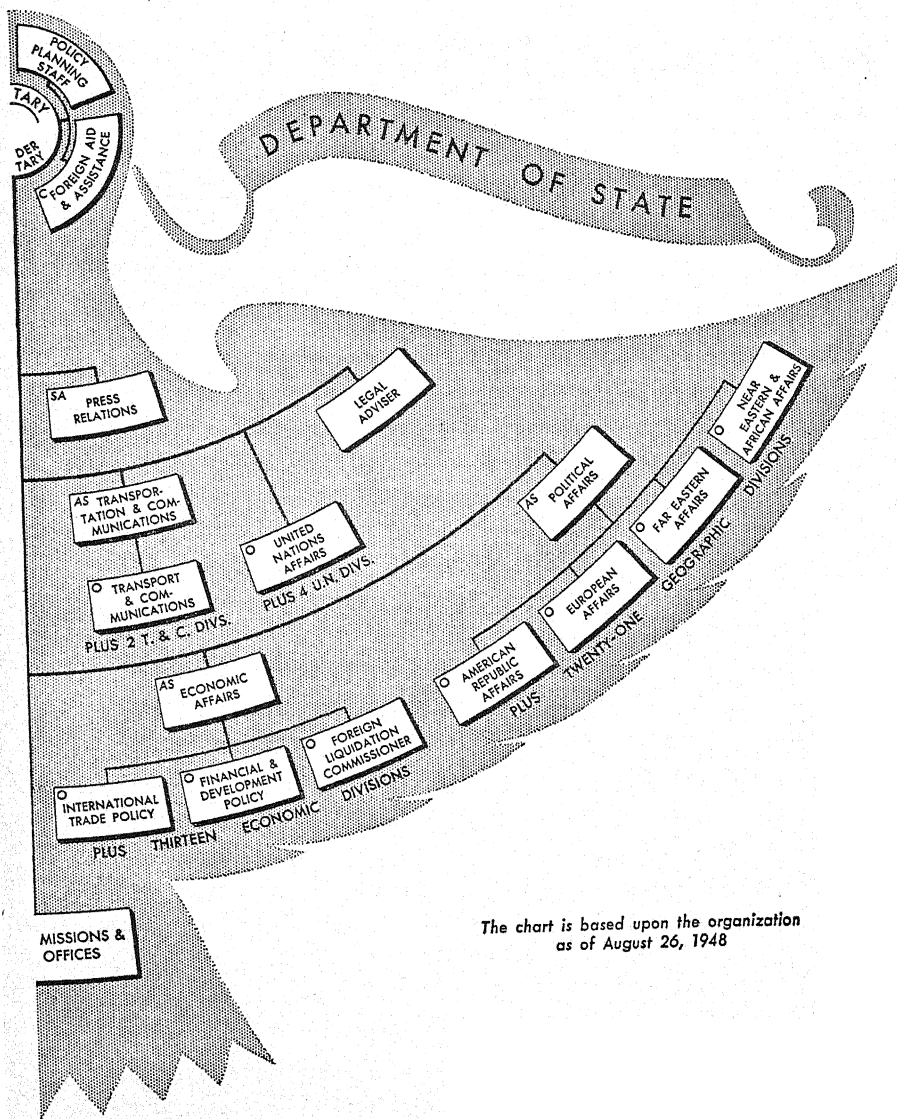 POLICY
PLANNING
STAFF
TARY
DER
TARY
C FOREIGN AID
& ASSISTANCE
DEPARTMENT OF STATE
SA PRESS
RELATIONS
LEGAL
ADVISER
AS TRANSPOR-
TATION & COM-
MUNICATIONS
O TRANSPORT
& COM-
MUNICATIONS
PLUS 2 T. & C. DIVS.
O UNITED
NATIONS
AFFAIRS
PLUS 4 U.N. DIVS.
AS POLITICAL
AFFAIRS
O NEAR
EASTERN &
AFRICAN AFFAIRS
O FAR EASTERN
AFFAIRS
O EUROPEAN
AFFAIRS
O AMERICAN
REPUBLIC
AFFAIRS
PLUS TWENTY-ONE GEOGRAPHIC DIVISIONS
AS ECONOMIC
AFFAIRS
O FOREIGN
LIQUIDATION
COMMISSIONER
O FINANCIAL &
DEVELOPMENT
POLICY
O INTERNATIONAL
TRADE POLICY
PLUS THIRTEEN ECONOMIC DIVISIONS
MISSIONS &
OFFICES
The chart is based upon the organization
as of August 26, 1948